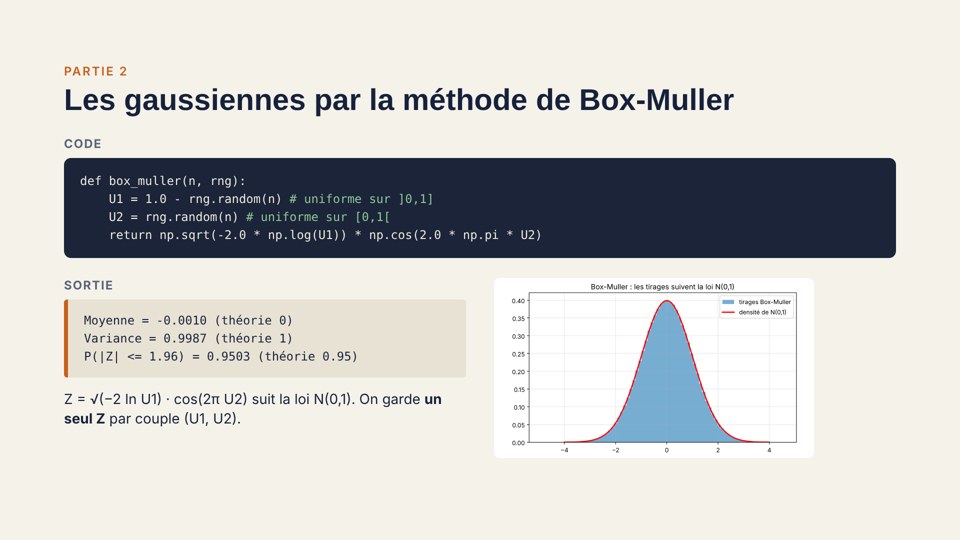 PARTIE 2
Les gaussiennes par la méthode de Box-Muller
CODE
def box_muller(n, rng):
    U1 = 1.0 - rng.random(n) # uniforme sur ]0,1]
    U2 = rng.random(n) # uniforme sur [0,1[
    return np.sqrt(-2.0 * np.log(U1)) * np.cos(2.0 * np.pi * U2)
SORTIE
Moyenne = -0.0010 (théorie 0)
Variance = 0.9987 (théorie 1)
P(|Z| <= 1.96) = 0.9503 (théorie 0.95)
Z = √(−2 ln U1) · cos(2π U2) suit la loi N(0,1). On garde un
seul Z par couple (U1, U2).
Box-Muller : les tirages suivent la loi N(0,1)
tirages Box-Muller
densité de N(0,1)
0.40
0.35
0.30
0.25
0.20
0.15
0.10
0.05
0.00
−4 −2 0 2 4